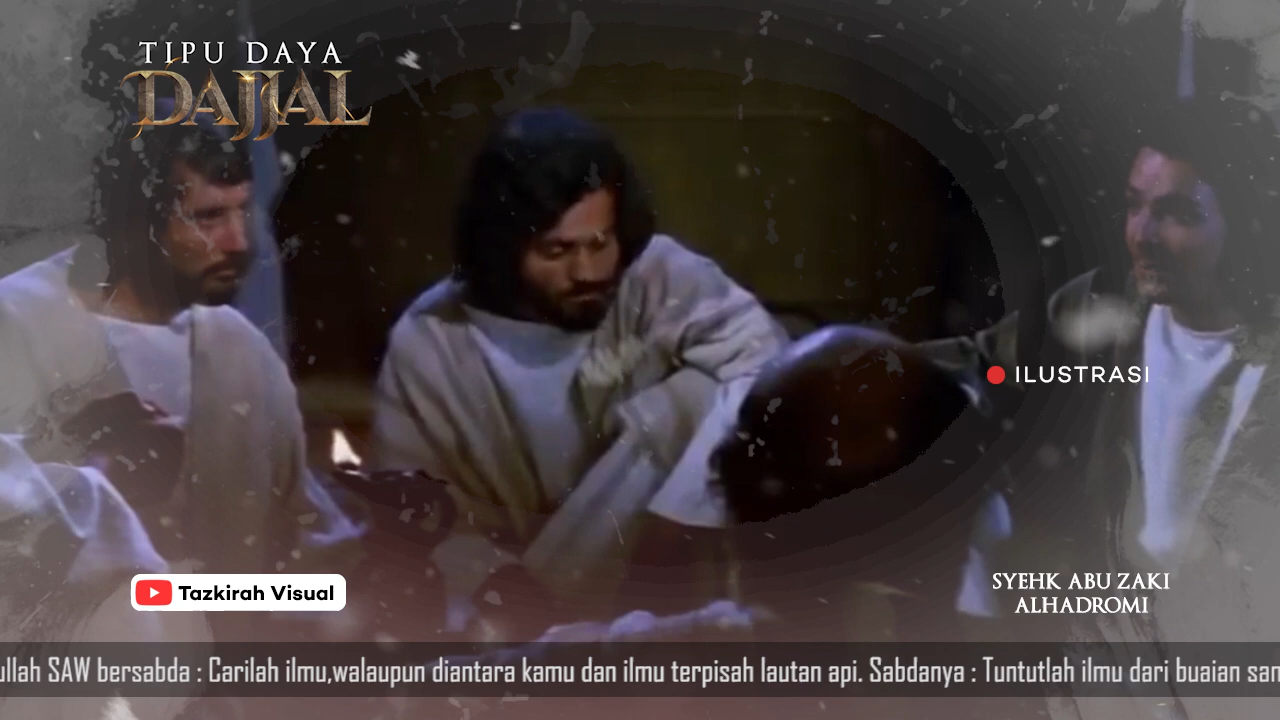 TIPU DAYA
DAJJAL
ILUSTRASI
Tazkirah Visual
SYEHK ABU ZAKI
ALHADROMI
ullah SAW bersabda : Carilah ilmu,walaupun diantara kamu dan ilmu terpisah lautan api. Sabdanya : Tuntutlah ilmu dari buaian sam